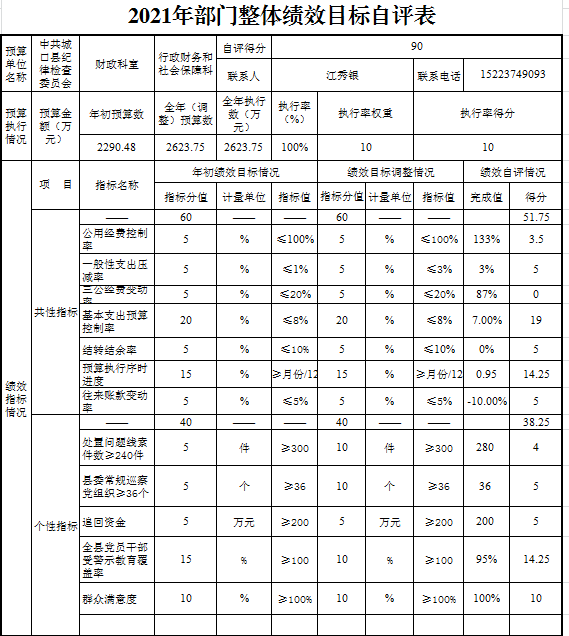 2021年部门整体绩效目标自评表
预算单位名称 中共城口县纪律检查委员会 财政科室 行政财务和社会保障科 自评得分 90
联系人 江秀银 联系电话 15223749093
预算执行情况 预算金额（万元） 年初预算数 全年（调整）预算数 全年执行数（万元） 执行率（%） 执行率权重 执行率得分
2290.48 2623.75 2623.75 100% 10 10
绩效指标情况 项 目 指标名称 年初绩效目标情况 绩效目标调整情况 绩效自评情况
指标分值 计量单位 指标值 指标分值 计量单位 指标值 完成值 得分
共性指标 —— 60 —— —— 60 —— —— 51.75
公用经费控制率 5 % ≤100% 5 % ≤100% 133% 3.5
一般性支出压减率 5 % ≤1% 5 % ≤3% 3% 5
三公经费变动率 5 % ≤20% 5 % ≤20% 87% 0
基本支出预算控制率 20 % ≤8% 20 % ≤8% 7.00% 19
结转结余率 5 % ≤10% 5 % ≤10% 0% 5
预算执行序时进度 15 % ≥月份/12 15 % ≥月份/12 0.95 14.25
往来账款变动率 5 % ≤5% 5 % ≤5% -10.00% 5
个性指标 —— 40 —— —— 40 —— —— 38.25
处置问题线索件数≥240件 5 件 ≥300 10 件 ≥300 280 4
县委常规巡察党组织≥36个 5 个 ≥36 10 个 ≥36 36 5
追回资金 5 万元 ≥200 5 万元 ≥200 200 5
全县党员干部受警示教育覆盖率 15 % ≥100 10 % ≥100 95% 14.25
群众满意度 10 % ≥100% 10 % ≥100% 100% 10